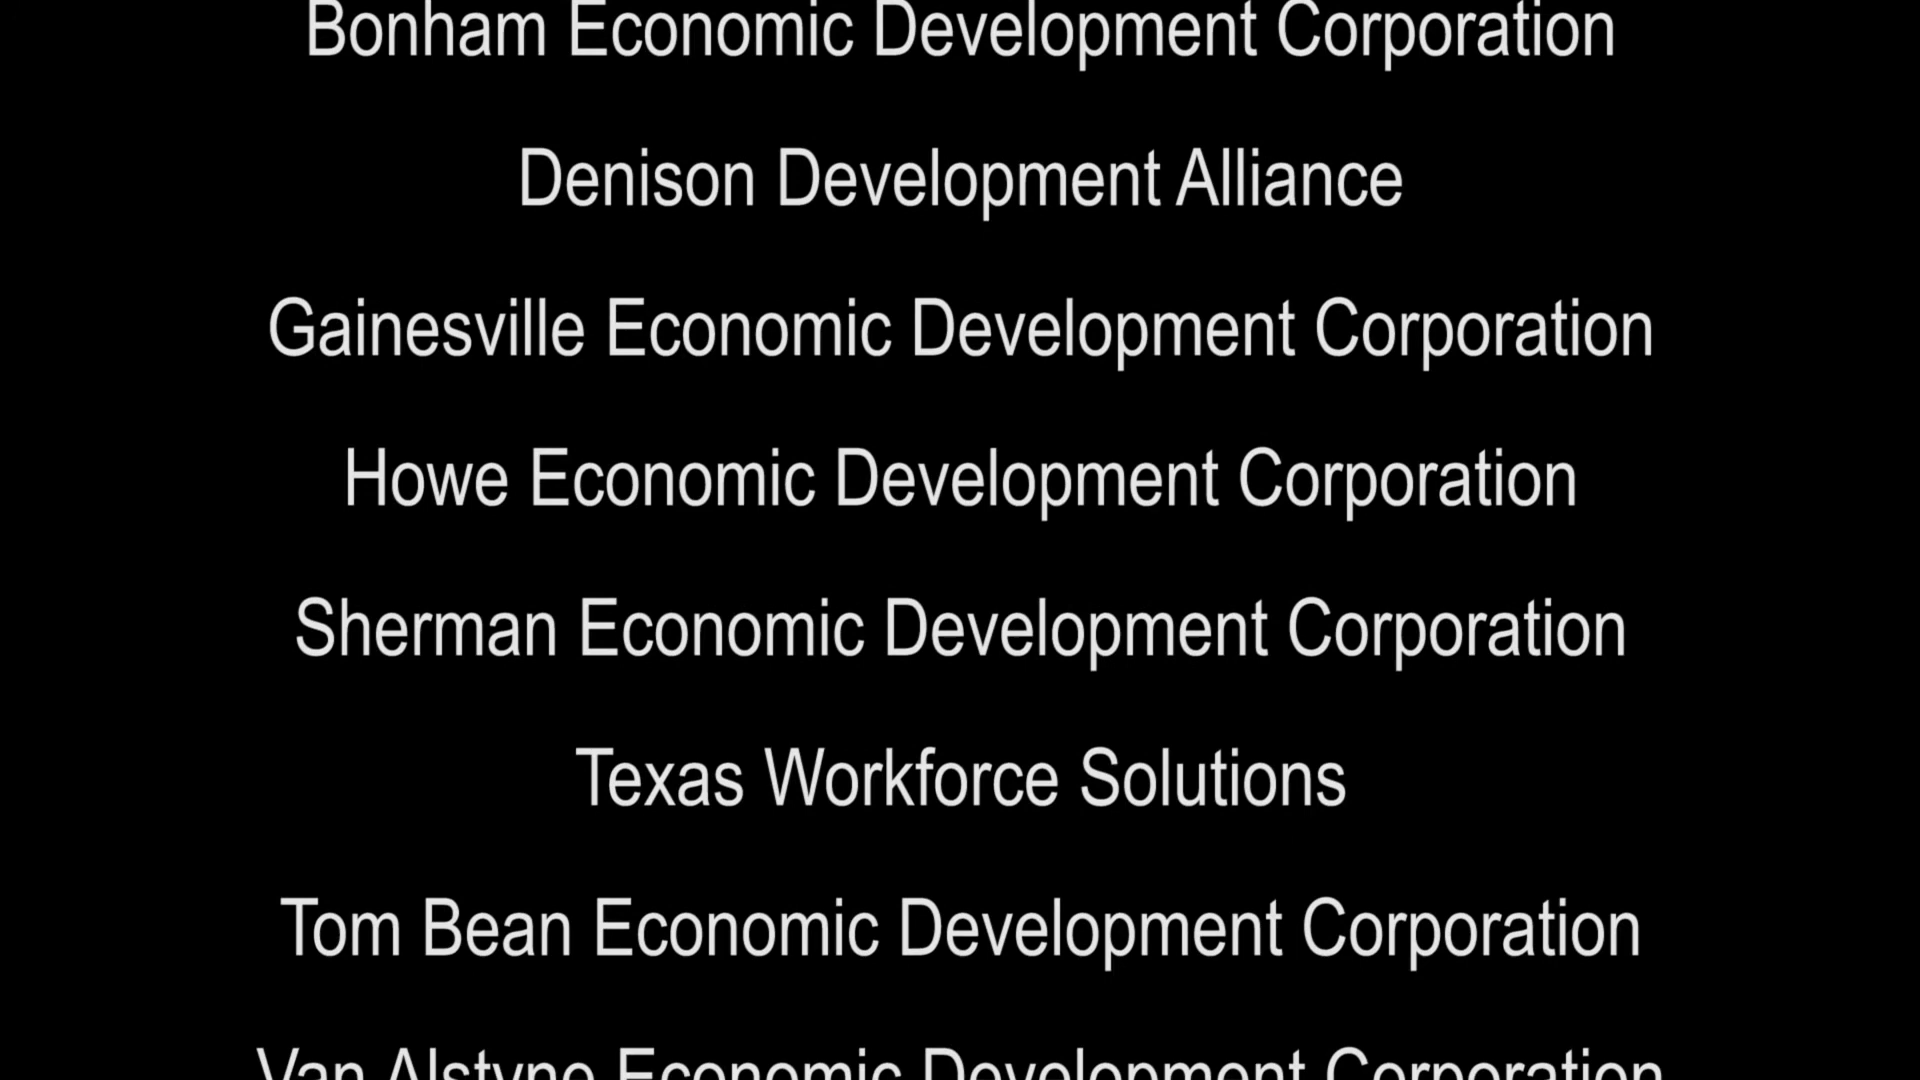 Bonham Economic Development Corporation
Denison Development Alliance
Gainesville Economic Development Corporation
Howe Economic Development Corporation
Sherman Economic Development Corporation
Texas Workforce Solutions
Tom Bean Economic Development Corporation
Van Alstyne Economic Development Corporation